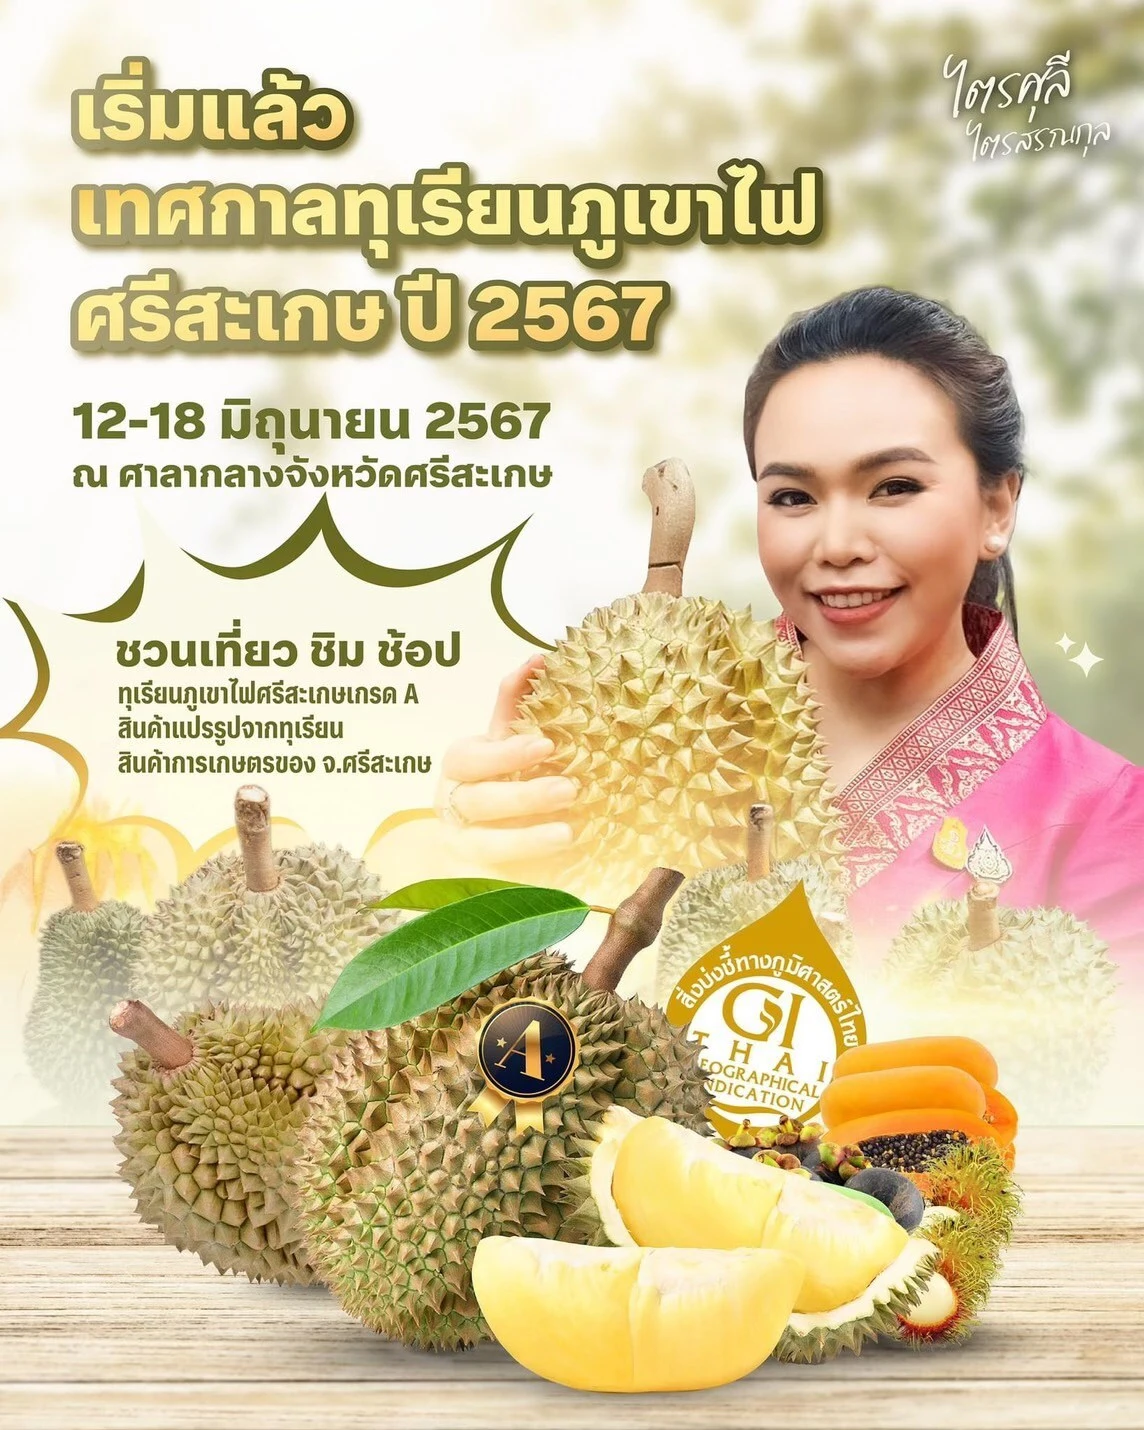 เริ่มแล้ว
เทศกาลทุเรียนภูเขาไฟ
ศรีสะเกษ ปี 2567
12-18 มิถุนายน 2567
ณ ศาลากลางจังหวัดศรีสะเกษ
ไตรศุลี
ไตรสรณกุล
ชวนเที่ยว ชิม ช้อป
ทุเรียนภูเขาไฟศรีสะเกษเกรด A
สินค้าแปรรูปจากทุเรียน
สินค้าการเกษตรของ จ.ศรีสะเกษ
สิ่งบ่งชี้ทางภูมิศาสตร์ไทย
GI
THAI
EOGRAPHICAL
NDICATION
A